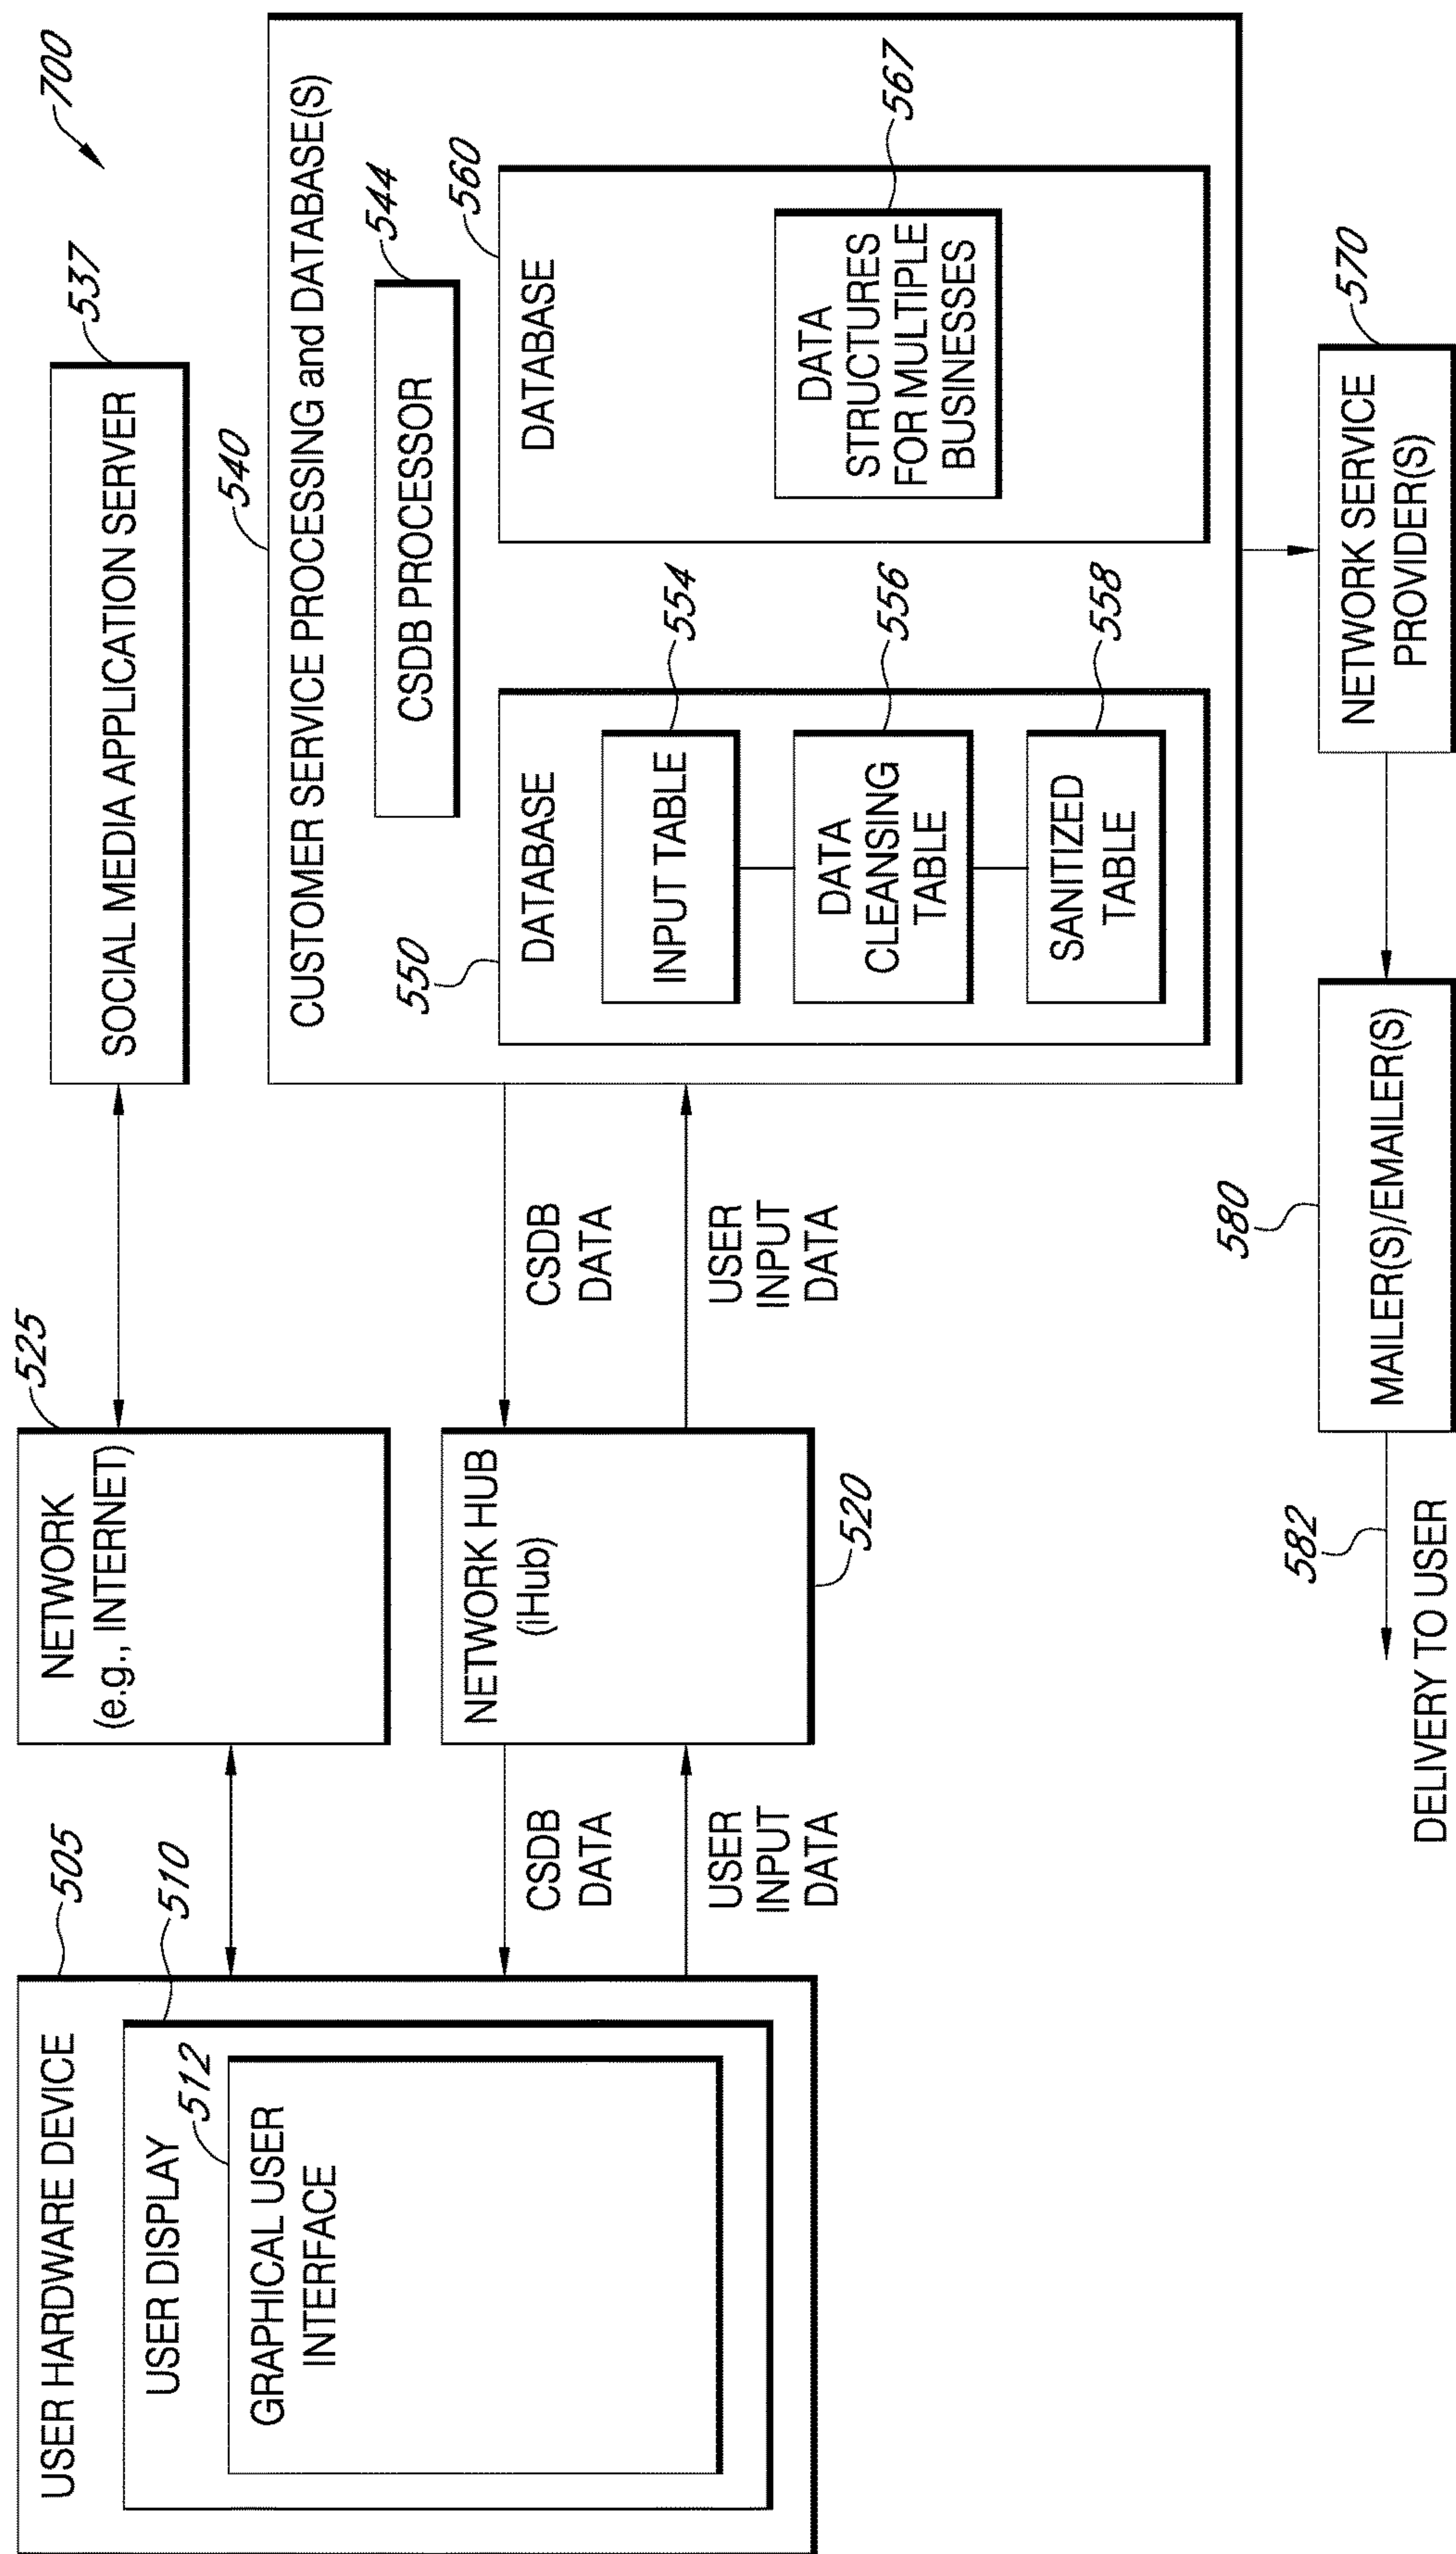 700
USER HARDWARE DEVICE
505
USER DISPLAY
510
512
GRAPHICAL USER
INTERFACE
NETWORK
(e.g., INTERNET)
525
SOCIAL MEDIA APPLICATION SERVER
537
CSDB
DATA
USER
INPUT
DATA
NETWORK HUB
(iHub)
520
CSDB
DATA
USER
INPUT
DATA
540
CUSTOMER SERVICE PROCESSING and DATABASE(S)
CSDB PROCESSOR
544
550
DATABASE
INPUT TABLE
554
DATA
CLEANSING
TABLE
556
SANITIZED
TABLE
558
DATABASE
560
DATA
STRUCTURES
FOR MULTIPLE
BUSINESSES
567
NETWORK SERVICE
PROVIDER(S)
570
580
MAILER(S)/EMAILER(S)
582
DELIVERY TO USER